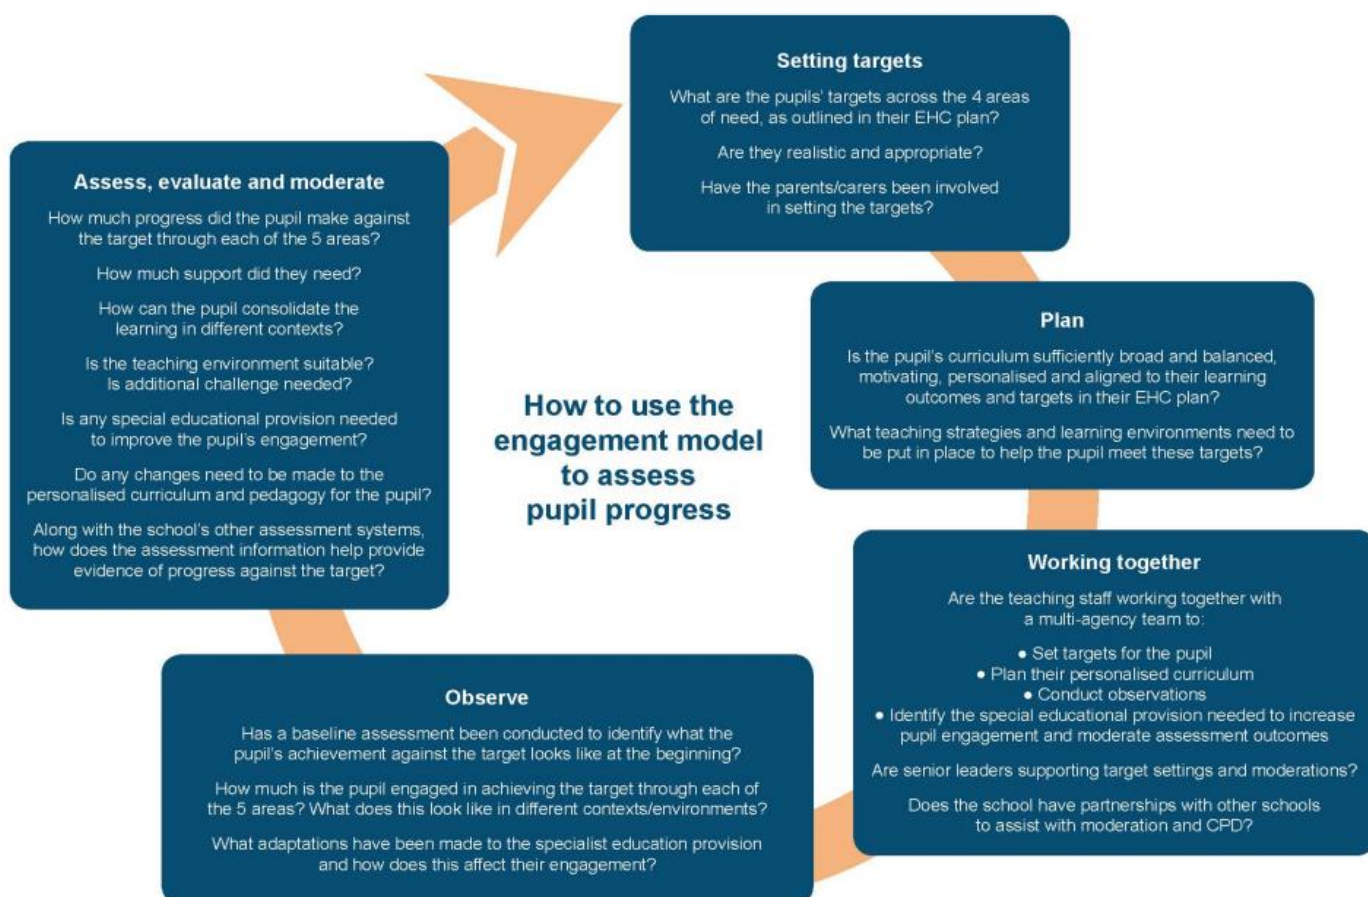 How to use the
engagement model
to assess
pupil progress
Setting targets
What are the pupils' targets across the 4 areas
of need, as outlined in their EHC plan?
Are they realistic and appropriate?
Have the parents/carers been involved
in setting the targets?
Plan
Is the pupil's curriculum sufficiently broad and balanced,
motivating, personalised and aligned to their learning
outcomes and targets in their EHC plan?
What teaching strategies and learning environments need to
be put in place to help the pupil meet these targets?
Working together
Are the teaching staff working together with
a multi-agency team to:
● Set targets for the pupil
● Plan their personalised curriculum
● Conduct observations
● Identify the special educational provision needed to increase
pupil engagement and moderate assessment outcomes
Are senior leaders supporting target settings and moderations?
Does the school have partnerships with other schools
to assist with moderation and CPD?
Observe
Has a baseline assessment been conducted to identify what the
pupil's achievement against the target looks like at the beginning?
How much is the pupil engaged in achieving the target through each of
the 5 areas? What does this look like in different contexts/environments?
What adaptations have been made to the specialist education provision
and how does this affect their engagement?
Assess, evaluate and moderate
How much progress did the pupil make against
the target through each of the 5 areas?
How much support did they need?
How can the pupil consolidate the
learning in different contexts?
Is the teaching environment suitable?
Is additional challenge needed?
Is any special educational provision needed
to improve the pupil's engagement?
Do any changes need to be made to the
personalised curriculum and pedagogy for the pupil?
Along with the school's other assessment systems,
how does the assessment information help provide
evidence of progress against the target?